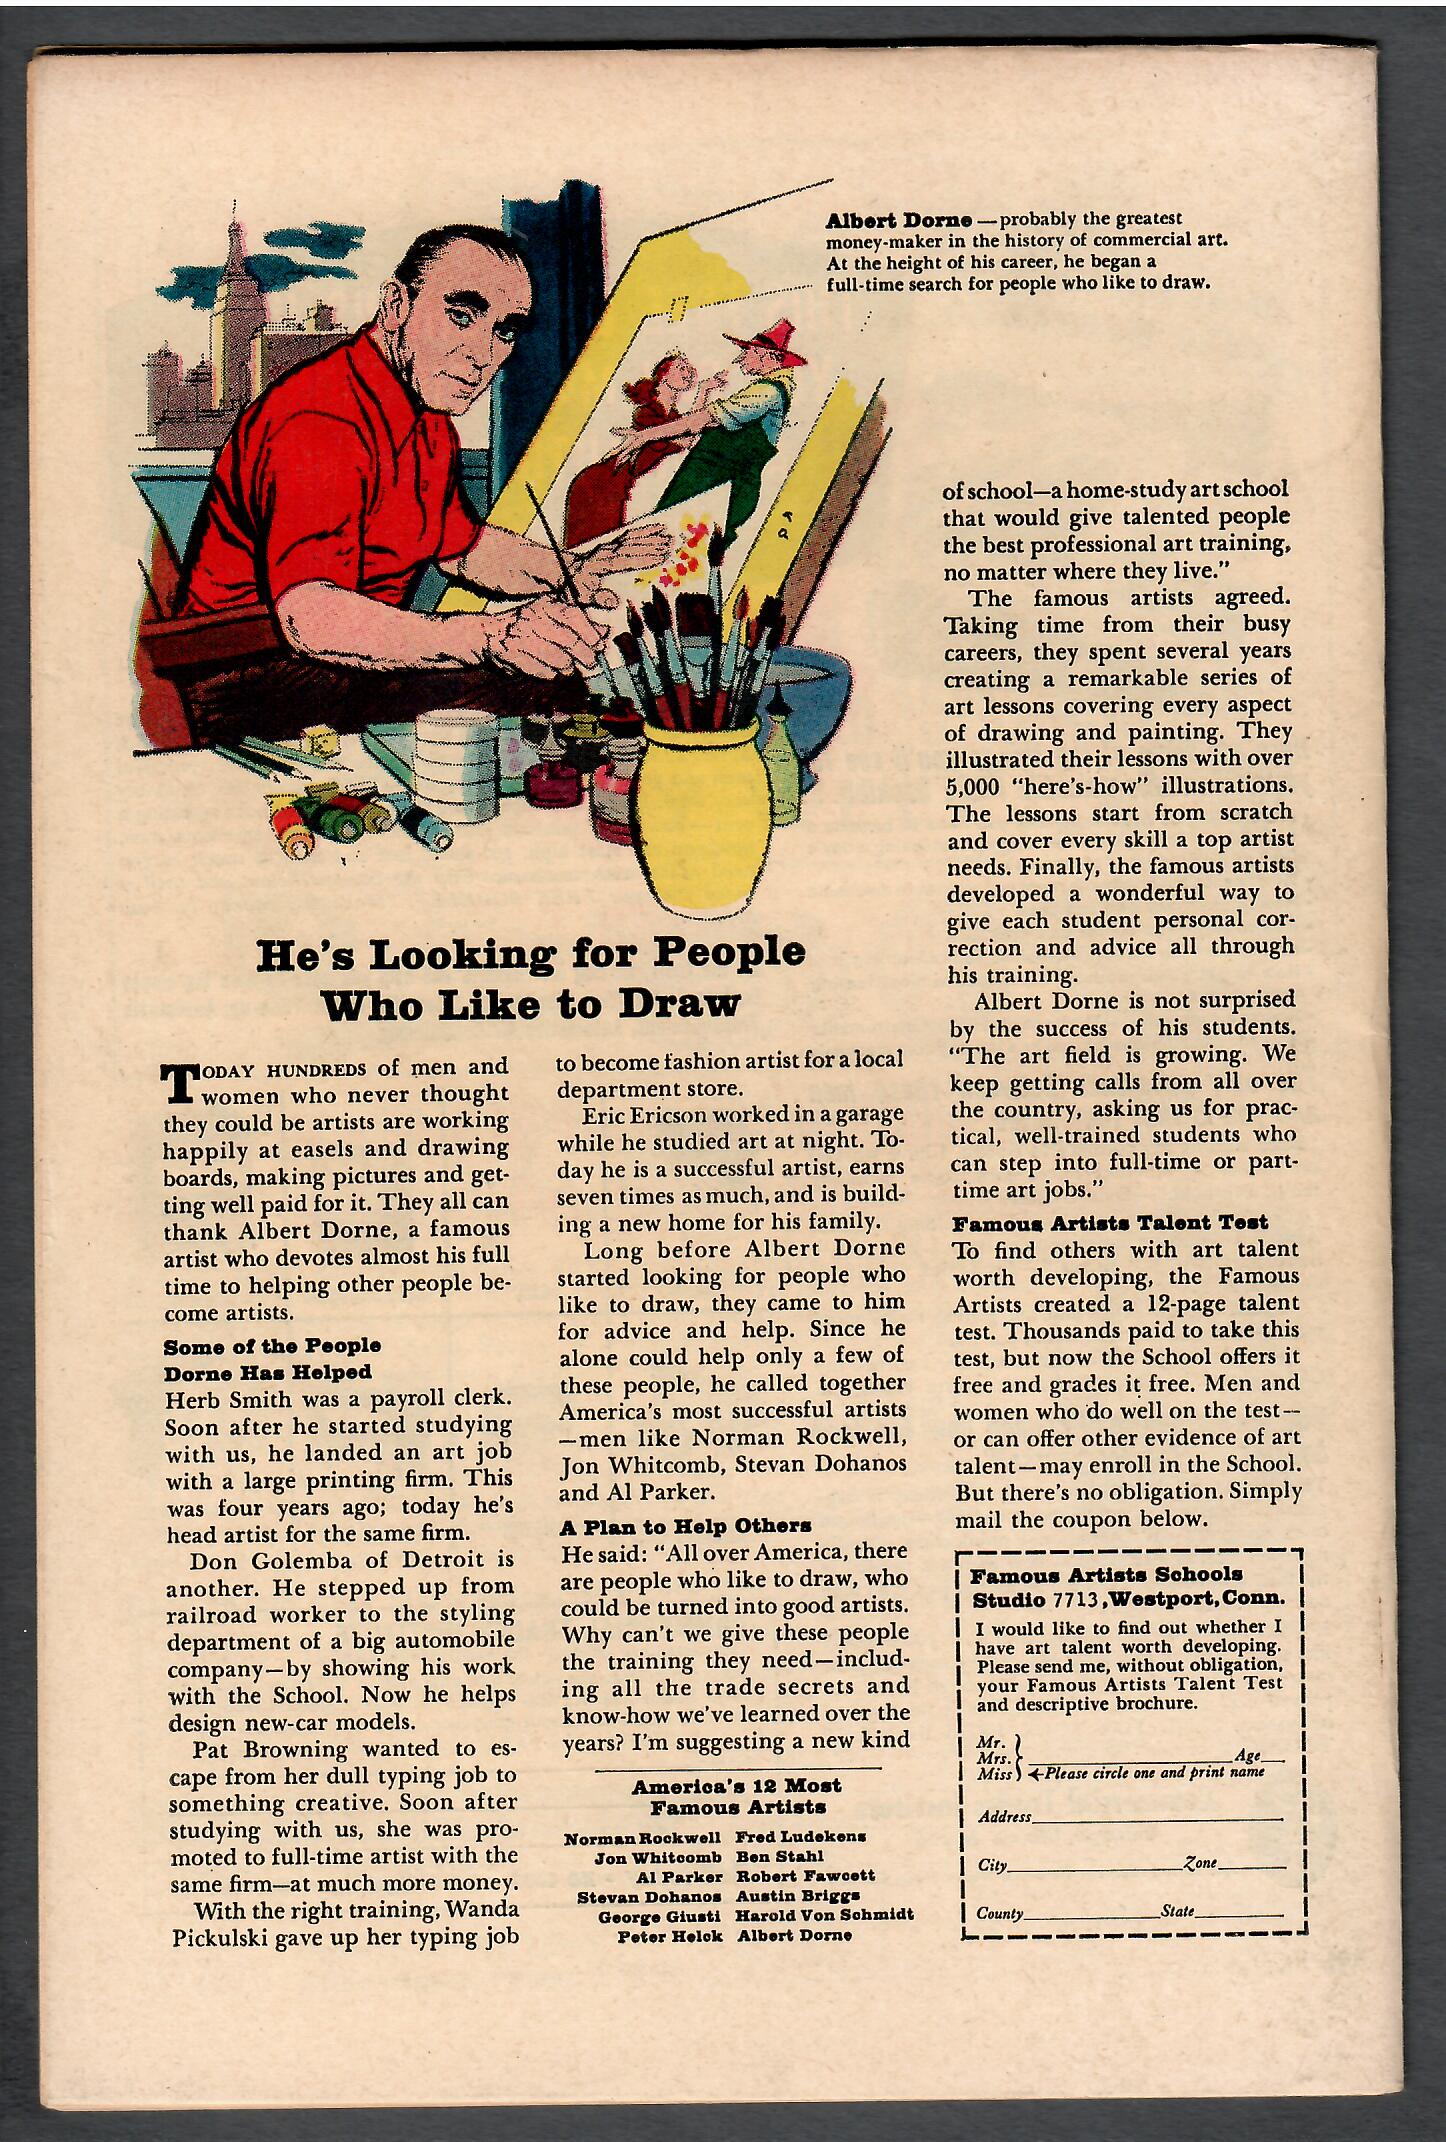 Albert Dorne — probably the greatest
money-maker in the history of commercial art.
At the height of his career, he began a
full-time search for people who like to draw.
He's Looking for People
Who Like to Draw
TODAY HUNDREDS of men and
women who never thought
they could be artists are working
happily at easels and drawing
boards, making pictures and get-
ting well paid for it. They all can
thank Albert Dorne, a famous
artist who devotes almost his full
time to helping other people be-
come artists.
Some of the People
Dorne Has Helped
Herb Smith was a payroll clerk.
Soon after he started studying
with us, he landed an art job
with a large printing firm. This
was four years ago; today he's
head artist for the same firm.
Don Golemba of Detroit is
another. He stepped up from
railroad worker to the styling
department of a big automobile
company—by showing his work
with the School. Now he helps
design new-car models.
Pat Browning wanted to es-
cape from her dull typing job to
something creative. Soon after
studying with us, she was pro-
moted to full-time artist with the
same firm—at much more money.
With the right training, Wanda
Pickulski gave up her typing job
to become fashion artist for a local
department store.
Eric Ericson worked in a garage
while he studied art at night. To-
day he is a successful artist, earns
seven times as much, and is build-
ing a new home for his family.
Long before Albert Dorne
started looking for people who
like to draw, they came to him
for advice and help. Since he
alone could help only a few of
these people, he called together
America's most successful artists
—men like Norman Rockwell,
Jon Whitcomb, Stevan Dohanos
and Al Parker.
A Plan to Help Others
He said: "All over America, there
are people who like to draw, who
could be turned into good artists.
Why can't we give these people
the training they need—includ-
ing all the trade secrets and
know-how we've learned over the
years? I'm suggesting a new kind
America's 12 Most
Famous Artists
Norman Rockwell Fred Ludekens
Jon Whitcomb Ben Stahl
Al Parker Robert Fawcett
Stevan Dohanos Austin Briggs
George Giusti Harold Von Schmidt
Peter Helck Albert Dorne
of school—a home-study art school
that would give talented people
the best professional art training,
no matter where they live."
The famous artists agreed.
Taking time from their busy
careers, they spent several years
creating a remarkable series of
art lessons covering every aspect
of drawing and painting. They
illustrated their lessons with over
5,000 "here's-how" illustrations.
The lessons start from scratch
and cover every skill a top artist
needs. Finally, the famous artists
developed a wonderful way to
give each student personal cor-
rection and advice all through
his training.
Albert Dorne is not surprised
by the success of his students.
"The art field is growing. We
keep getting calls from all over
the country, asking us for prac-
tical, well-trained students who
can step into full-time or part-
time art jobs."
Famous Artists Talent Test
To find others with art talent
worth developing, the Famous
Artists created a 12-page talent
test. Thousands paid to take this
test, but now the School offers it
free and grades it free. Men and
women who do well on the test—
or can offer other evidence of art
talent—may enroll in the School.
But there's no obligation. Simply
mail the coupon below.
Famous Artists Schools
Studio 7713, Westport, Conn.
I would like to find out whether I
have art talent worth developing.
Please send me, without obligation,
your Famous Artists Talent Test
and descriptive brochure.
Mr.
Mrs. Age
Miss ←Please circle one and print name
Address
City Zone
County State